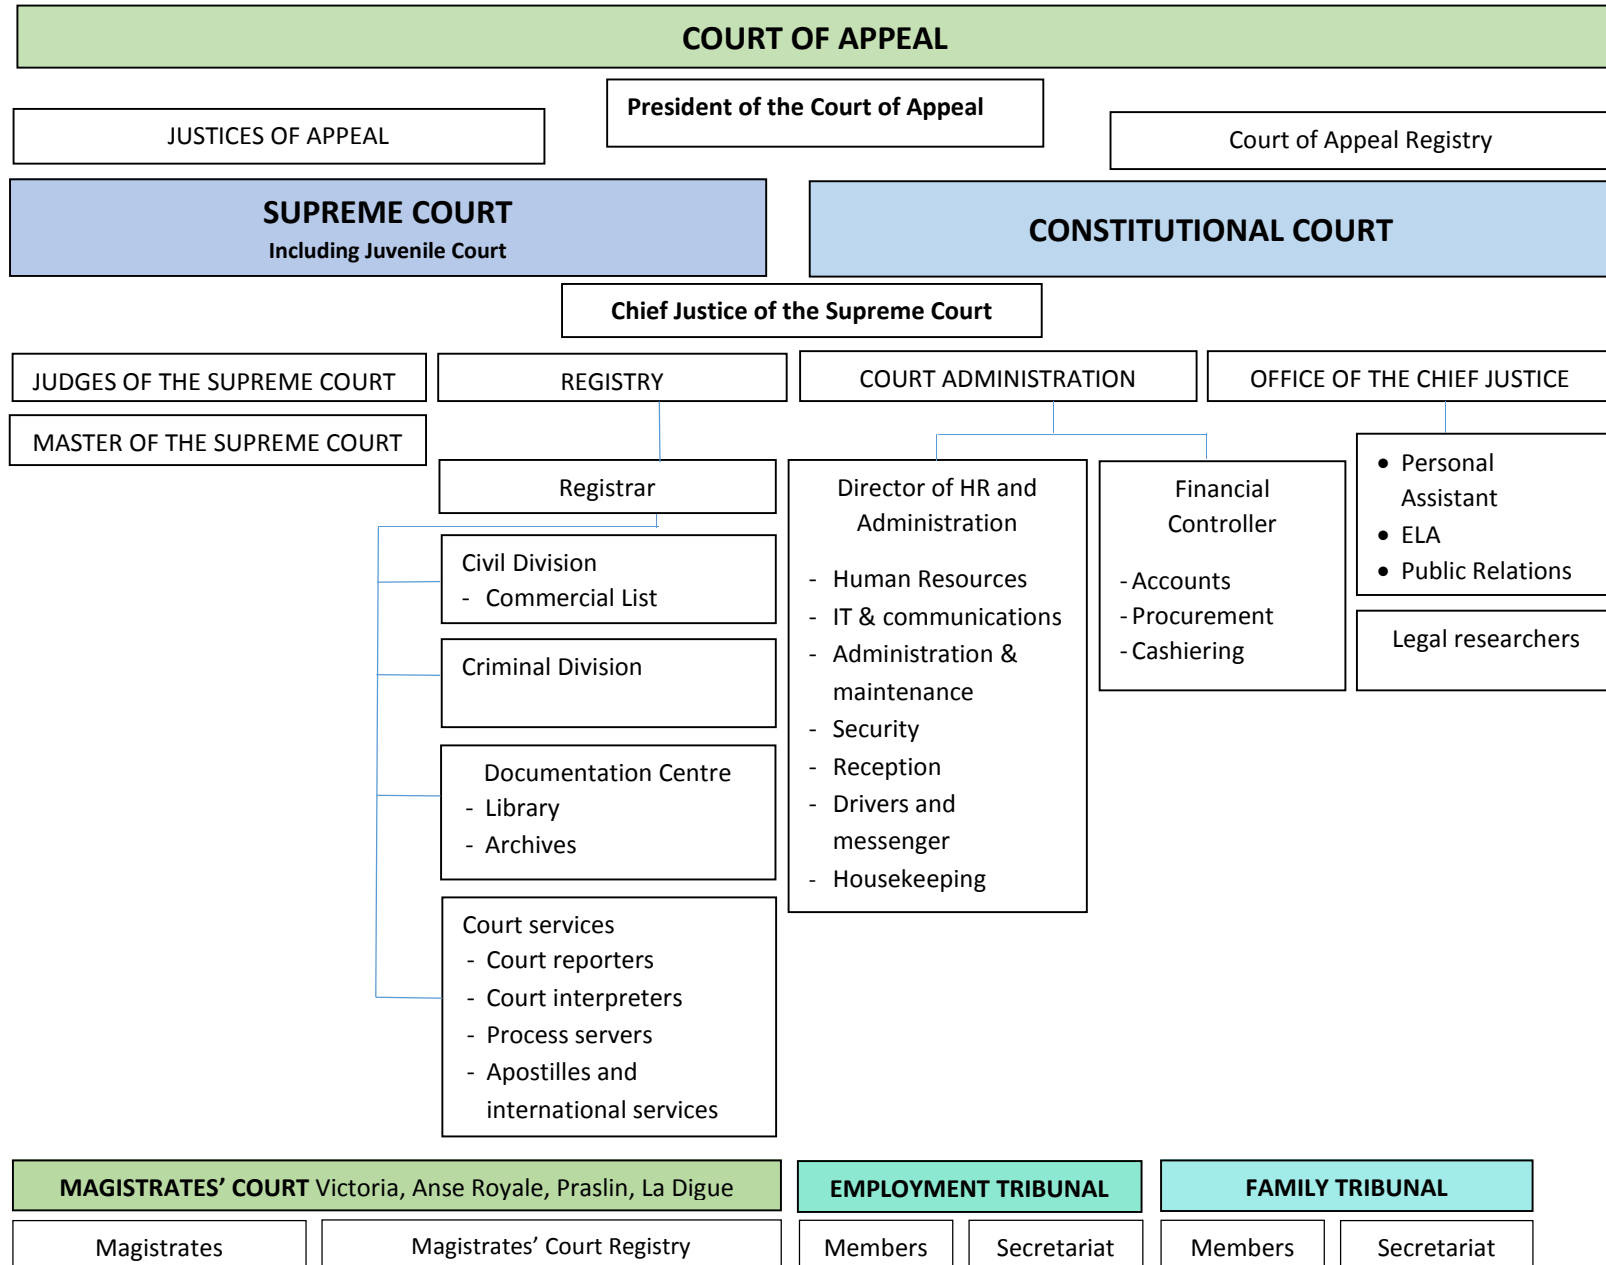 COURT OF APPEAL
President of the Court of Appeal
JUSTICES OF APPEAL
Court of Appeal Registry
SUPREME COURT
Including Juvenile Court
CONSTITUTIONAL COURT
Chief Justice of the Supreme Court
JUDGES OF THE SUPREME COURT
REGISTRY
COURT ADMINISTRATION
OFFICE OF THE CHIEF JUSTICE
MASTER OF THE SUPREME COURT
Registrar
Civil Division
- Commercial List
Criminal Division
Documentation Centre
- Library
- Archives
Court services
- Court reporters
- Court interpreters
- Process servers
- Apostilles and
international services
Director of HR and
Administration
- Human Resources
- IT & communications
- Administration &
maintenance
- Security
- Reception
- Drivers and
messenger
- Housekeeping
Financial
Controller
- Accounts
- Procurement
- Cashiering
• Personal
Assistant
• ELA
• Public Relations
Legal researchers
MAGISTRATES’ COURT Victoria, Anse Royale, Praslin, La Digue
Magistrates
Magistrates’ Court Registry
EMPLOYMENT TRIBUNAL
Members
Secretariat
FAMILY TRIBUNAL
Members
Secretariat